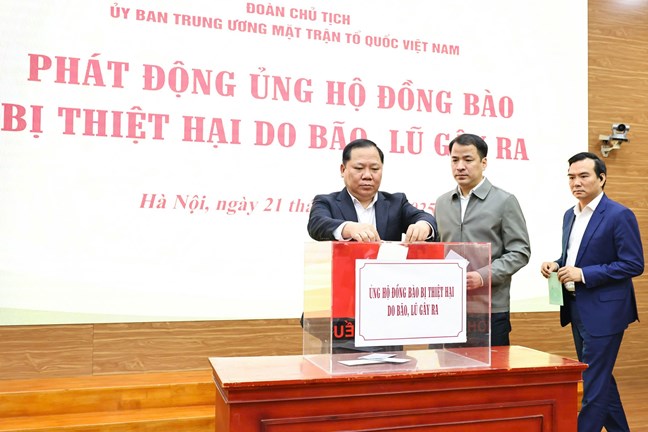 ĐOÀN CHỦ TỊCH
ỦY BAN TRUNG ƯƠNG MẶT TRẬN TỔ QUỐC VIỆT NAM
PHÁT ĐỘNG ỦNG HỘ ĐỒNG BÀO
BỊ THIỆT HẠI DO BÃO, LŨ GÂY RA
Hà Nội, ngày 21
ỦNG HỘ ĐỒNG BÀO BỊ THIỆT HẠI
DO BÃO, LŨ GÂY RA